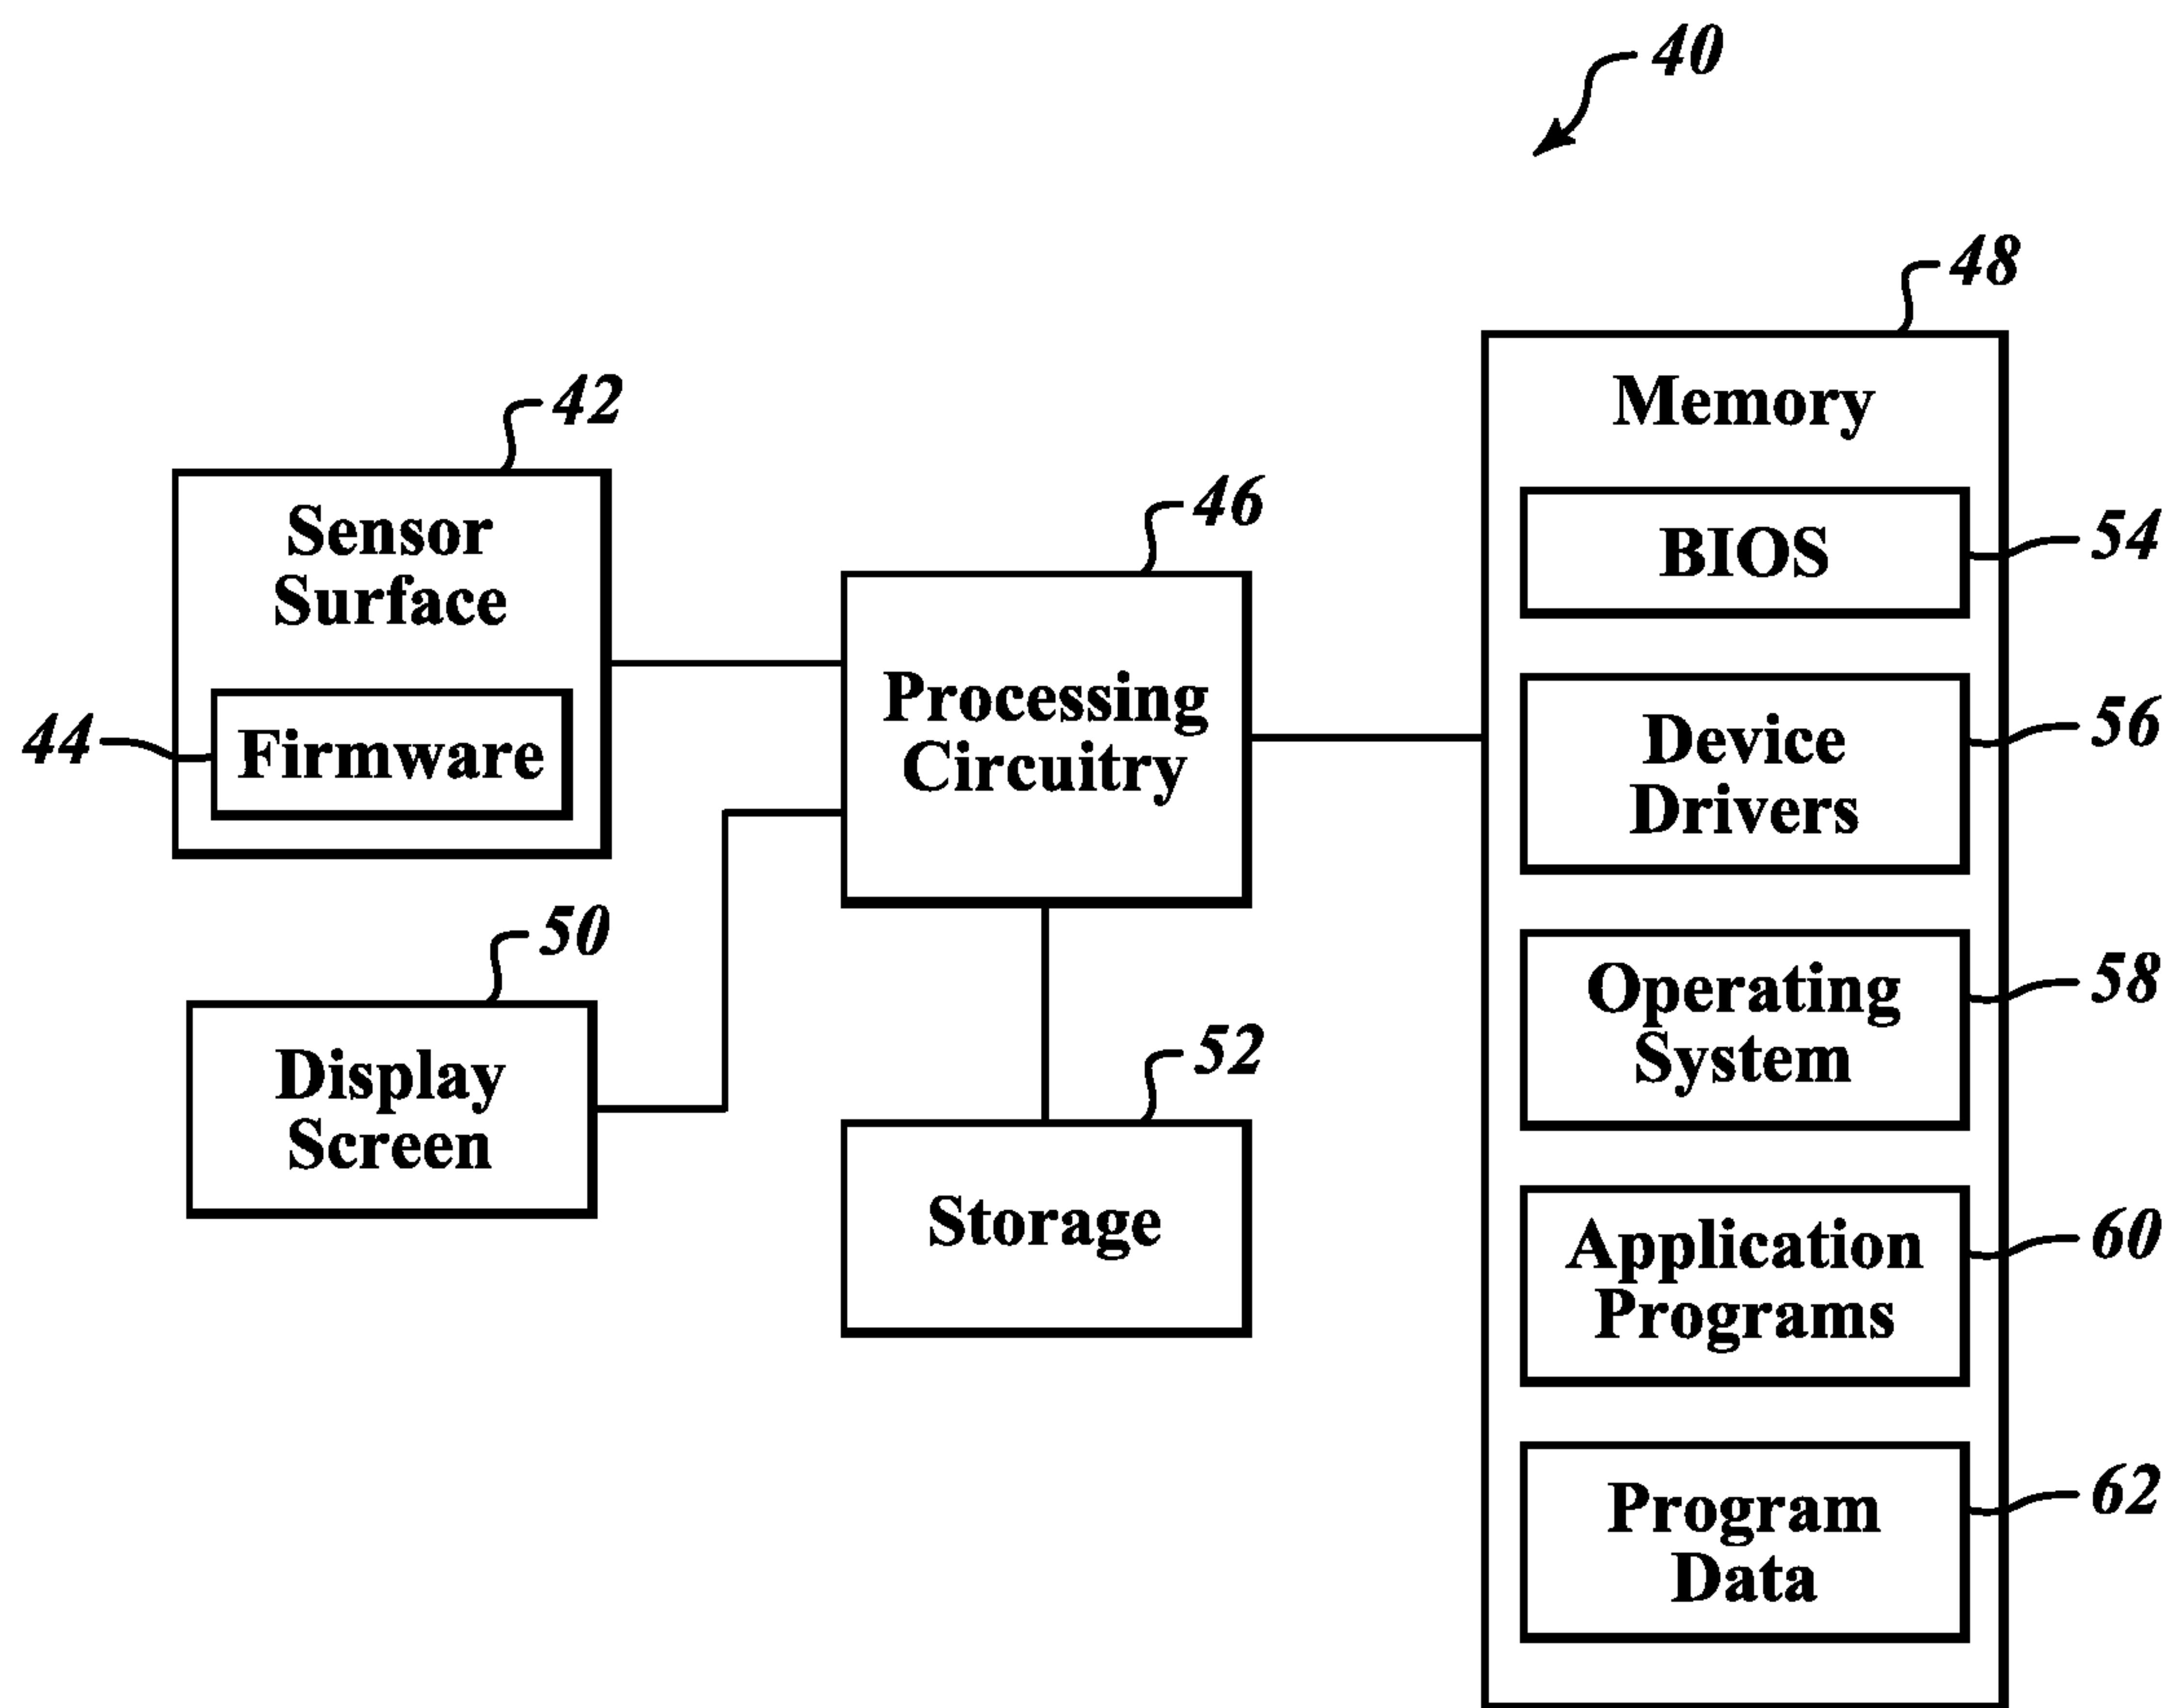 40
48
Memory
42
Sensor
Surface
44
Firmware
46
Processing
Circuitry
BIOS
54
Device
Drivers
56
50
Display
Screen
52
Storage
Operating
System
58
Application
Programs
60
Program
Data
62